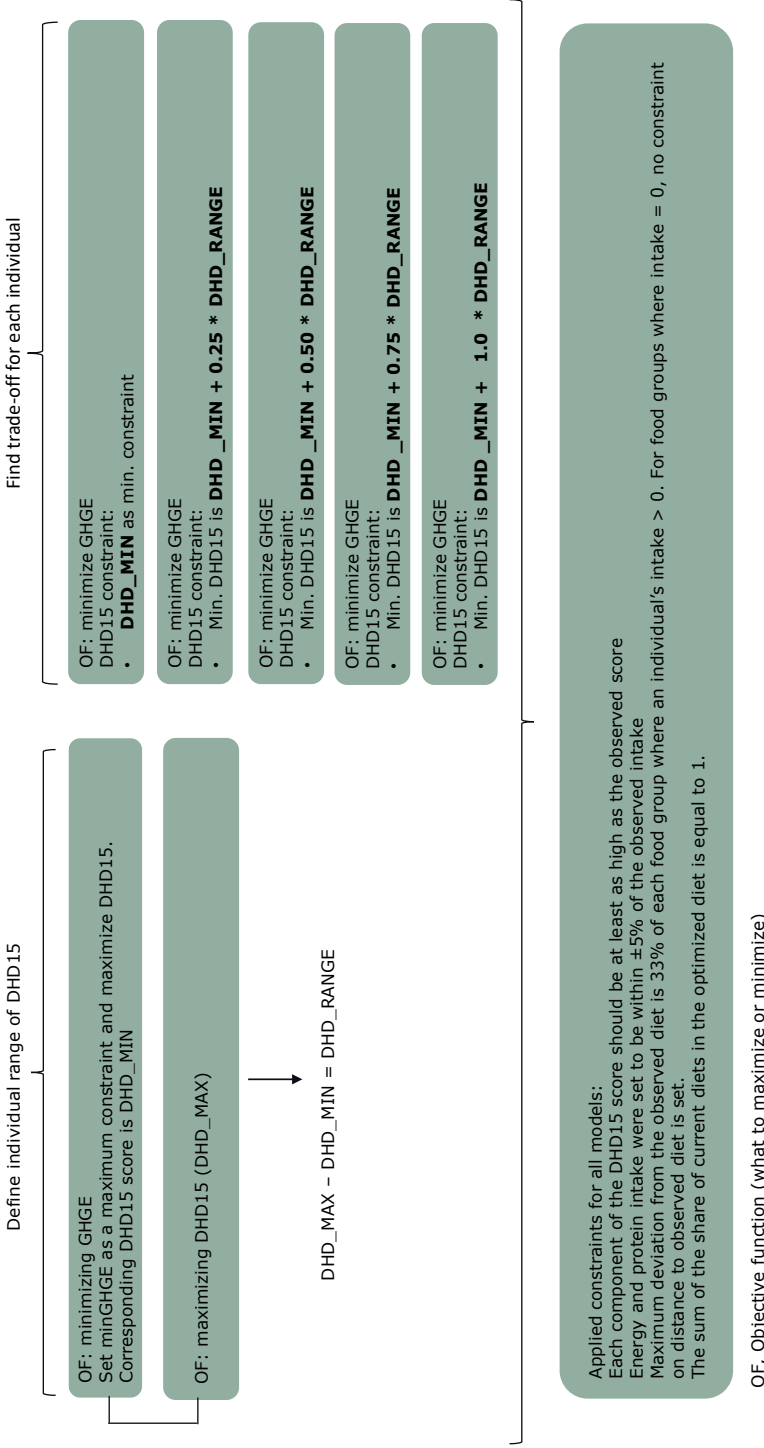 Define individual range of DHD15
OF: minimizing GHGE
Set minGHGE as a maximum constraint and maximize DHD15.
Corresponding DHD15 score is DHD_MIN
OF: maximizing DHD15 (DHD_MAX)
DHD_MAX – DHD_MIN = DHD_RANGE
Find trade-off for each individual
OF: minimize GHGE
DHD15 constraint:
• DHD_MIN as min. constraint
OF: minimize GHGE
DHD15 constraint:
• Min. DHD15 is DHD _MIN + 0.25 * DHD_RANGE
OF: minimize GHGE
DHD15 constraint:
• Min. DHD15 is DHD _MIN + 0.50 * DHD_RANGE
OF: minimize GHGE
DHD15 constraint:
• Min. DHD15 is DHD _MIN + 0.75 * DHD_RANGE
OF: minimize GHGE
DHD15 constraint:
• Min. DHD15 is DHD _MIN + 1.0 * DHD_RANGE
Applied constraints for all models:
Each component of the DHD15 score should be at least as high as the observed score
Energy and protein intake were set to be within ±5% of the observed intake
Maximum deviation from the observed diet is 33% of each food group where an individual's intake > 0. For food groups where intake = 0, no constraint
on distance to observed diet is set.
The sum of the share of current diets in the optimized diet is equal to 1.
OF, Objective function (what to maximize or minimize)